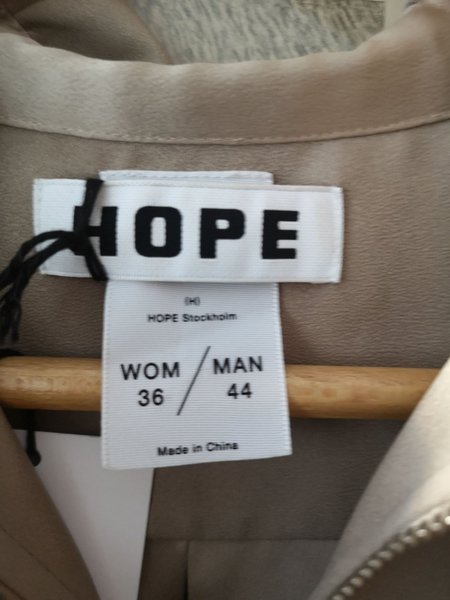 HOPE
(H)
HOPE Stockholm
WOM / MAN
36 / 44
Made in China